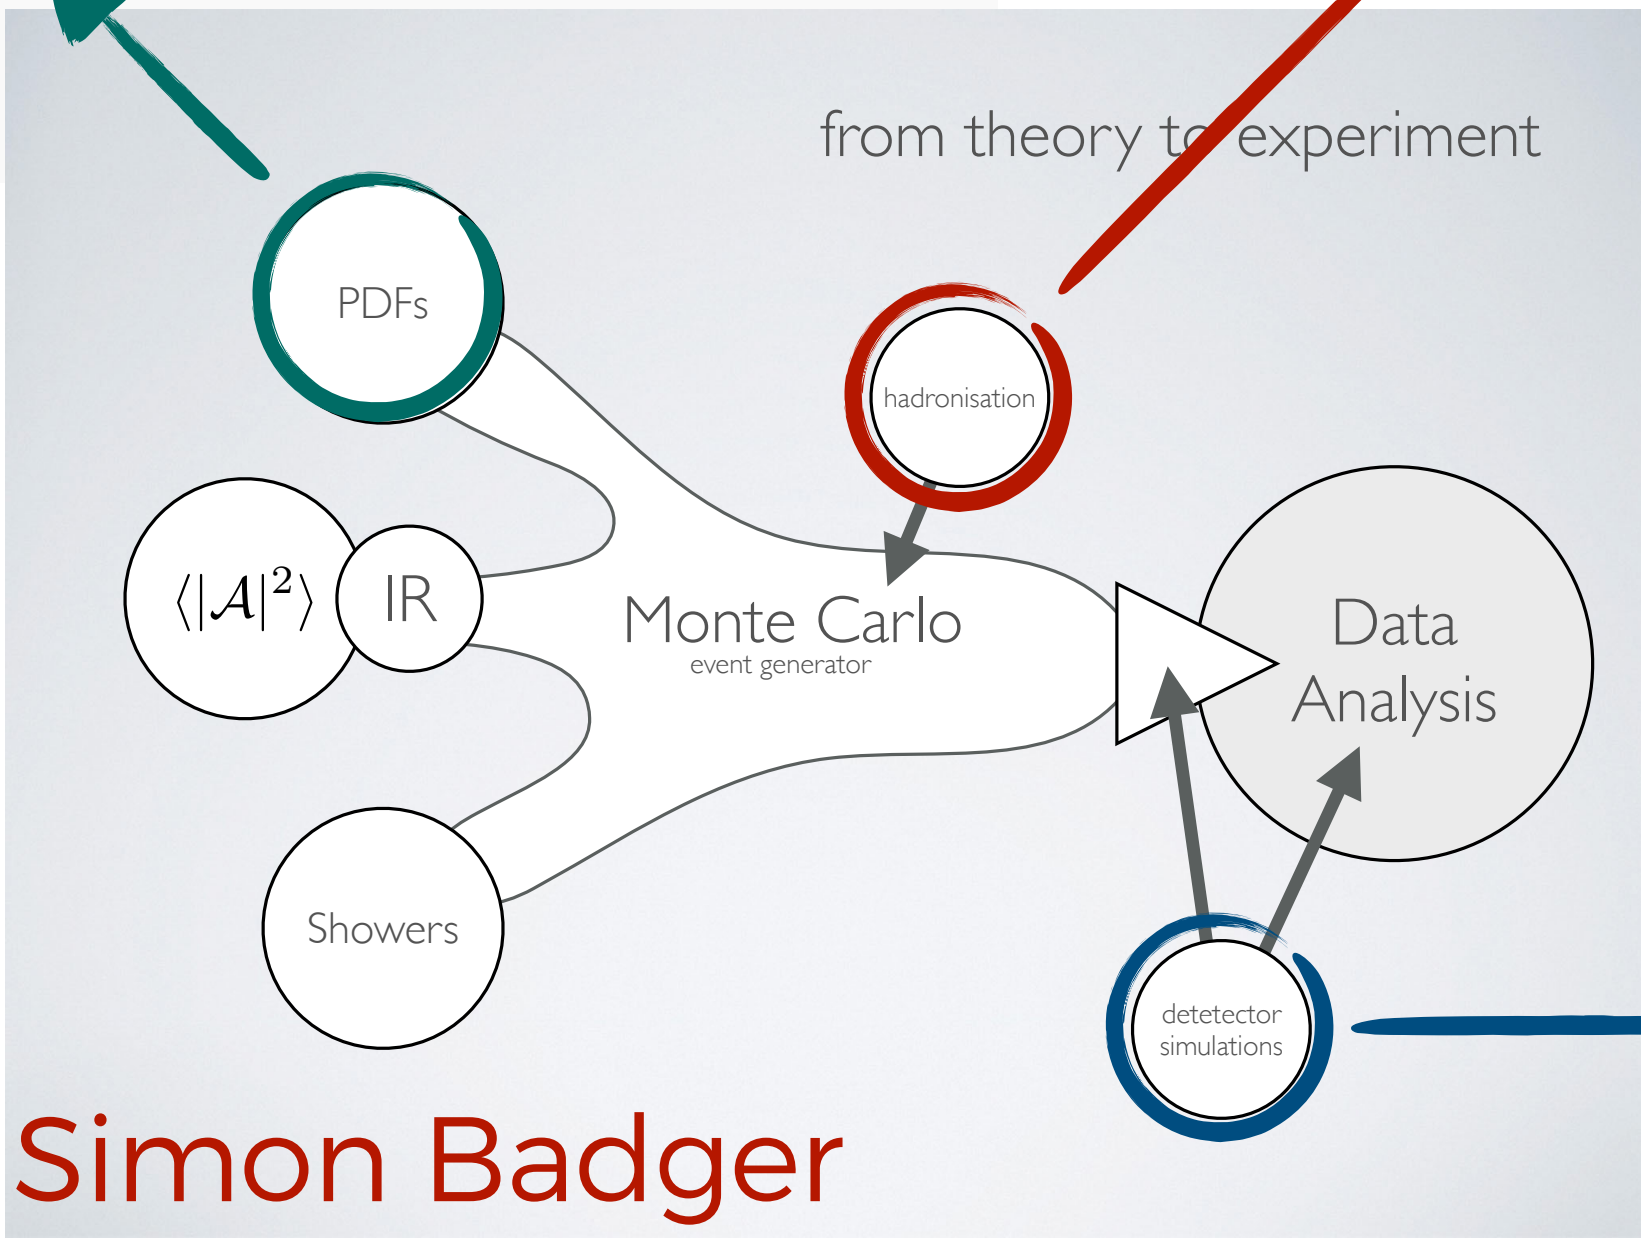 from theory to experiment
PDFs
hadronisation
⟨|𝒜|²⟩
IR
Monte Carlo
event generator
Data
Analysis
Showers
detetector
simulations
Simon Badger